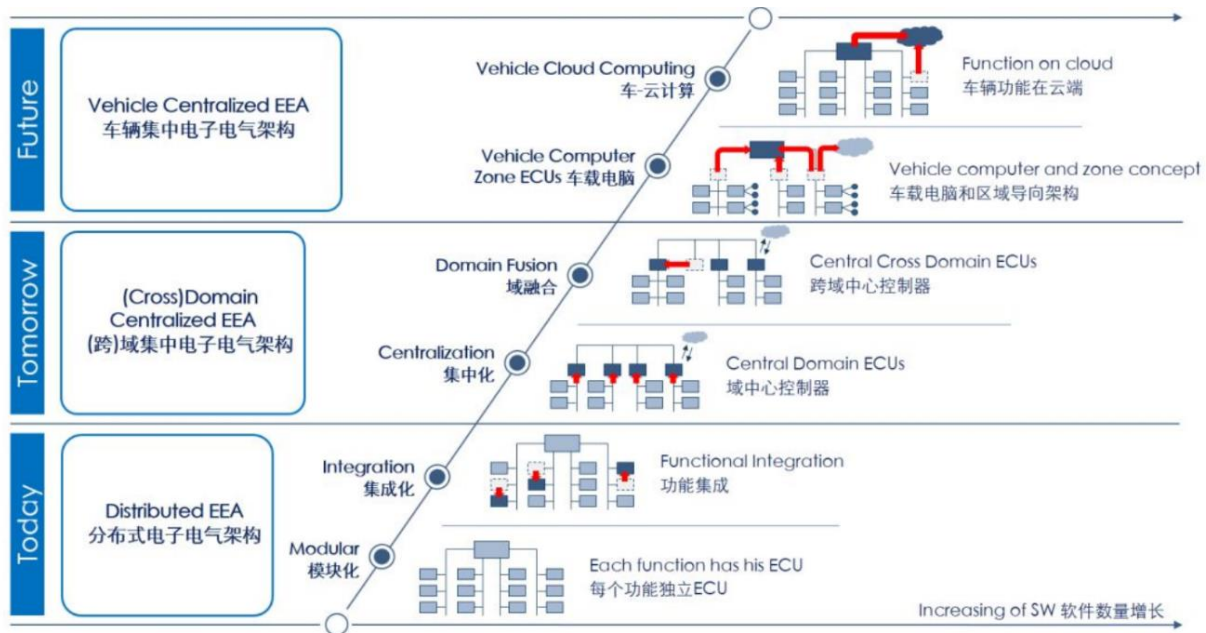 Future
Vehicle Centralized EEA
车辆集中电子电气架构
Vehicle Cloud Computing
车-云计算
Function on cloud
车辆功能在云端
Vehicle Computer
Zone ECUs 车载电脑
Vehicle computer and zone concept
车载电脑和区域导向架构
Tomorrow
(Cross)Domain
Centralized EEA
(跨)域集中电子电气架构
Domain Fusion
域融合
Central Cross Domain ECUs
跨域中心控制器
Centralization
集中化
Central Domain ECUs
域中心控制器
Today
Distributed EEA
分布式电子电气架构
Integration
集成化
Functional Integration
功能集成
Modular
模块化
Each function has his ECU
每个功能独立ECU
Increasing of SW 软件数量增长